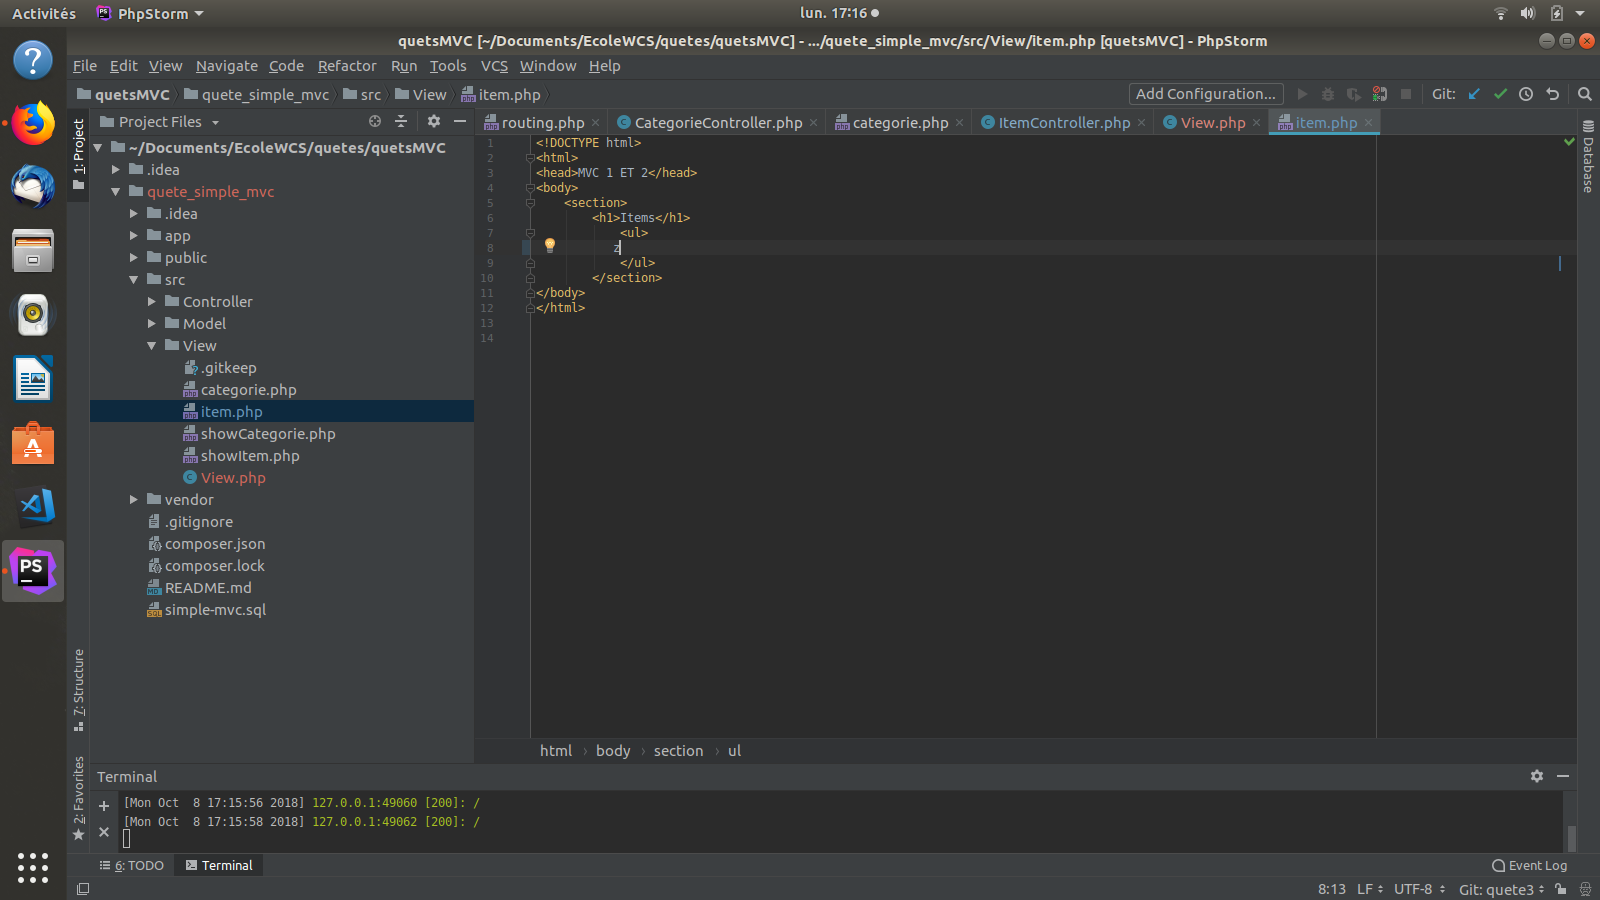 Activités PhpStorm lun. 17:16
quetsMVC [~/Documents/EcoleWCS/quetes/quetsMVC] - .../quete_simple_mvc/src/View/item.php [quetsMVC] - PhpStorm
File Edit View Navigate Code Refactor Run Tools VCS Window Help
quetsMVC quete_simple_mvc src View item.php Add Configuration... Git:
1: Project
Project Files
~/Documents/EcoleWCS/quetes/quetsMVC
.idea
quete_simple_mvc
.idea
app
public
src
Controller
Model
View
.gitkeep
categorie.php
item.php
showCategorie.php
showItem.php
View.php
vendor
.gitignore
composer.json
composer.lock
README.md
simple-mvc.sql
7: Structure
2: Favorites
routing.php CategorieController.php categorie.php ItemController.php View.php item.php
1 <!DOCTYPE html>
2 <html>
3 <head>MVC 1 ET 2</head>
4 <body>
5 <section>
6 <h1>Items</h1>
7 <ul>
8 z
9 </ul>
10 </section>
11 </body>
12 </html>
13
14
Database
html › body › section › ul
Terminal
[Mon Oct  8 17:15:56 2018] 127.0.0.1:49060 [200]: /
[Mon Oct  8 17:15:58 2018] 127.0.0.1:49062 [200]: /
6: TODO Terminal Event Log
8:13 LF UTF-8 Git: quete3